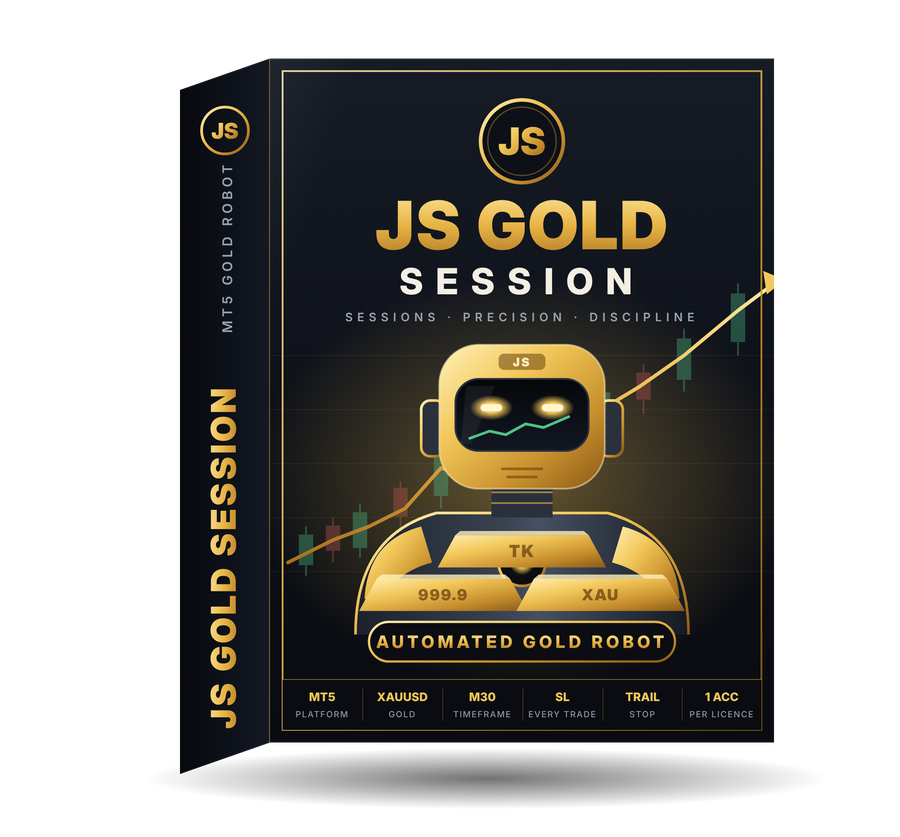 JS
MT5 GOLD ROBOT
JS GOLD SESSION
JS
JS GOLD
SESSION
SESSIONS · PRECISION · DISCIPLINE
JS
TK
999.9
XAU
AUTOMATED GOLD ROBOT
MT5
PLATFORM
XAUUSD
GOLD
M30
TIMEFRAME
SL
EVERY TRADE
TRAIL
STOP
1 ACC
PER LICENCE